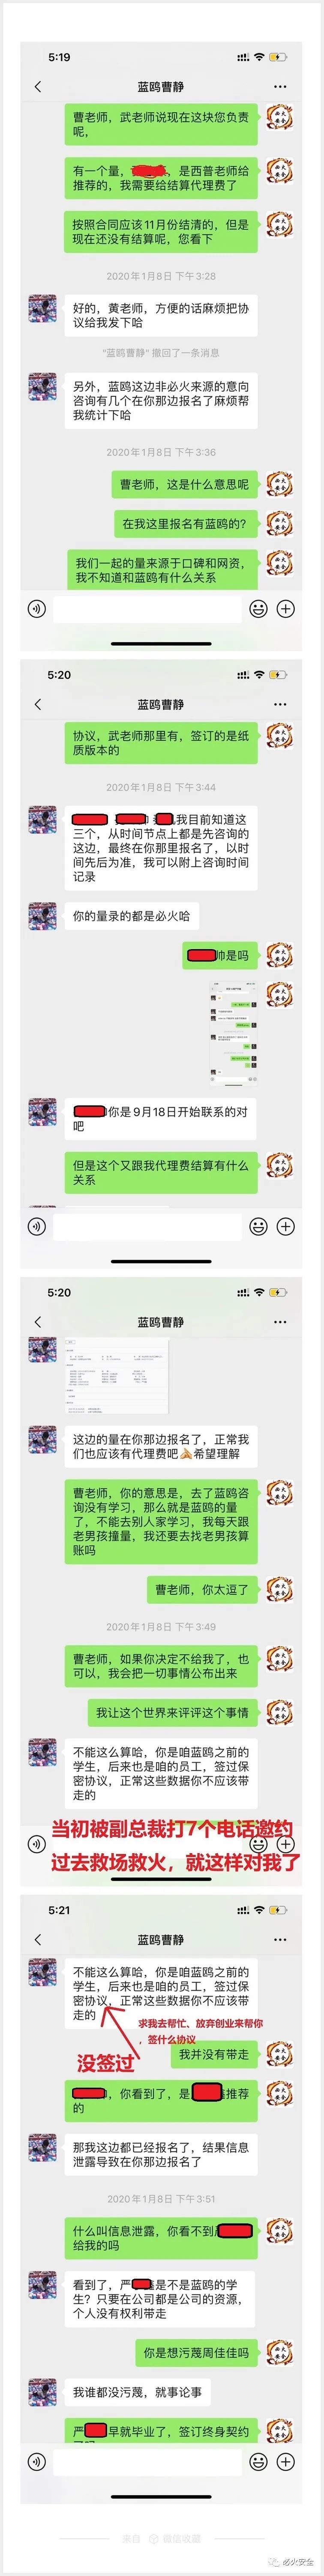 5:19
蓝鸥曹静
曹老师，武老师说现在这块您负责
呢，
有一个量，
，是西普老师给
推荐的，我需要给结算代理费了
按照合同应该11月份结清的，但是
现在还没有结算呢，您看下
2020年1月8日 下午3:28
好的，黄老师，方便的话麻烦把协
议给我发下哈
"蓝鸥曹静" 撤回了一条消息
另外，蓝鸥这边非必火来源的意向
咨询有几个在你那边报名了麻烦帮
我统计下哈
2020年1月8日 下午3:36
曹老师，这是什么意思呢
在我这里报名有蓝鸥的?
我们一起的量来源于口碑和网资，
我不知道和蓝鸥有什么关系
5:20
蓝鸥曹静
协议，武老师那里有，签订的是纸
质版本的
2020年1月8日 下午3:44
我目前知道这
三个，从时间节点上都是先咨询的
这边，最终在你那里报名了，以时
间先后为准，我可以附上咨询时间
记录
你的量录的都是必火哈
帅是吗
你是9月18日开始联系的对
吧
但是这个又跟我代理费结算有什么
关系
5:20
蓝鸥曹静
这边的量在你那边报名了，正常我
们也应该有代理费吧🙏希望理解
曹老师，你的意思是，去了蓝鸥咨
询没有学习，那么就是蓝鸥的量
了，不能去别人家学习，我每天跟
老男孩撞量，我还要去找老男孩算
账吗
曹老师，你太逗了
2020年1月8日 下午3:49
曹老师，如果你决定不给我了，也
可以，我会把一切事情公布出来
我让这个世界来评评这个事情
不能这么算哈，你是咱蓝鸥之前的
学生，后来也是咱的员工，签过保
密协议，正常这些数据你不应该带
走的
当初被副总裁打7个电话邀约
过去救场救火，就这样对我了
5:21
蓝鸥曹静
不能这么算哈，你是咱蓝鸥之前的
学生，后来也是咱的员工，签过保
密协议，正常这些数据你不应该带
走的
求我去帮忙、放弃创业来帮你
，签什么协议
没签过
我并没有带走
，你看到了，是
推荐
的
那我这边都已经报名了，结果信息
泄露导致在你那边报名了
2020年1月8日 下午3:51
什么叫信息泄露，你看不到
给我的吗
看到了，严
是不是蓝鸥的学
生？只要在公司都是公司的资源，
个人没有权利带走
你是想污蔑周佳佳吗
我谁都没污蔑，就事论事
严
早就毕业了，签订终身契约
来自 微信收藏
必火安全